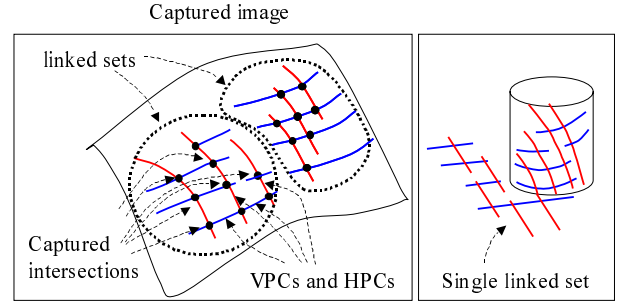 Captured image
linked sets
Captured
intersections
VPCs and HPCs
Single linked set